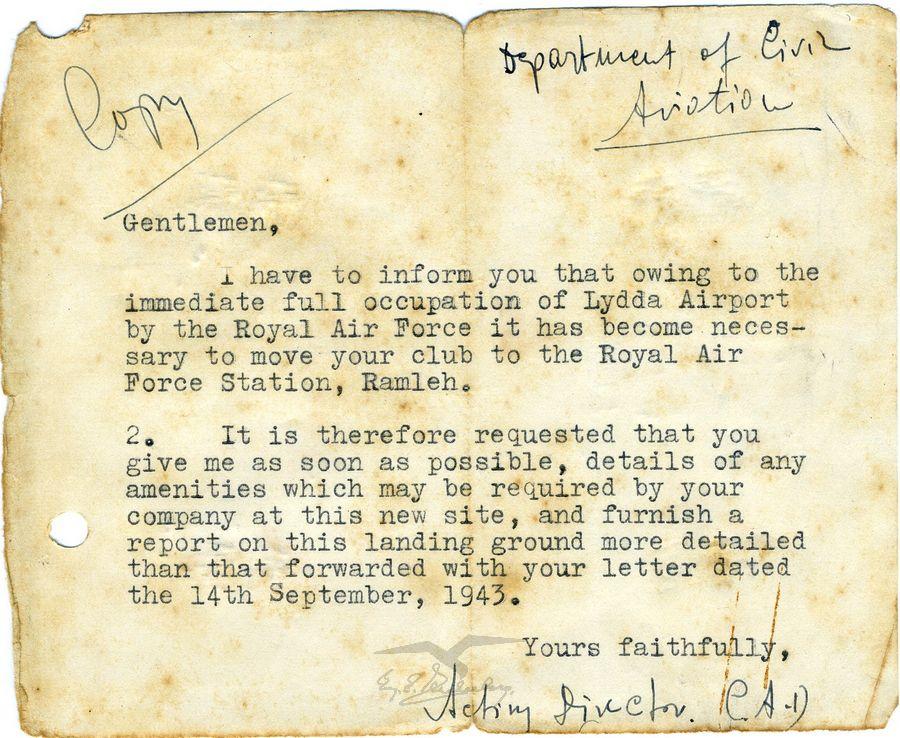 Copy
Department of Civil
Aviation
Gentlemen,
I have to inform you that owing to the
immediate full occupation of Lydda Airport
by the Royal Air Force it has become neces-
sary to move your club to the Royal Air
Force Station, Ramleh.
2. It is therefore requested that you
give me as soon as possible, details of any
amenities which may be required by your
company at this new site, and furnish a
report on this landing ground more detailed
than that forwarded with your letter dated
the 14th September, 1943.
Yours faithfully,
Acting Director. C.A.D